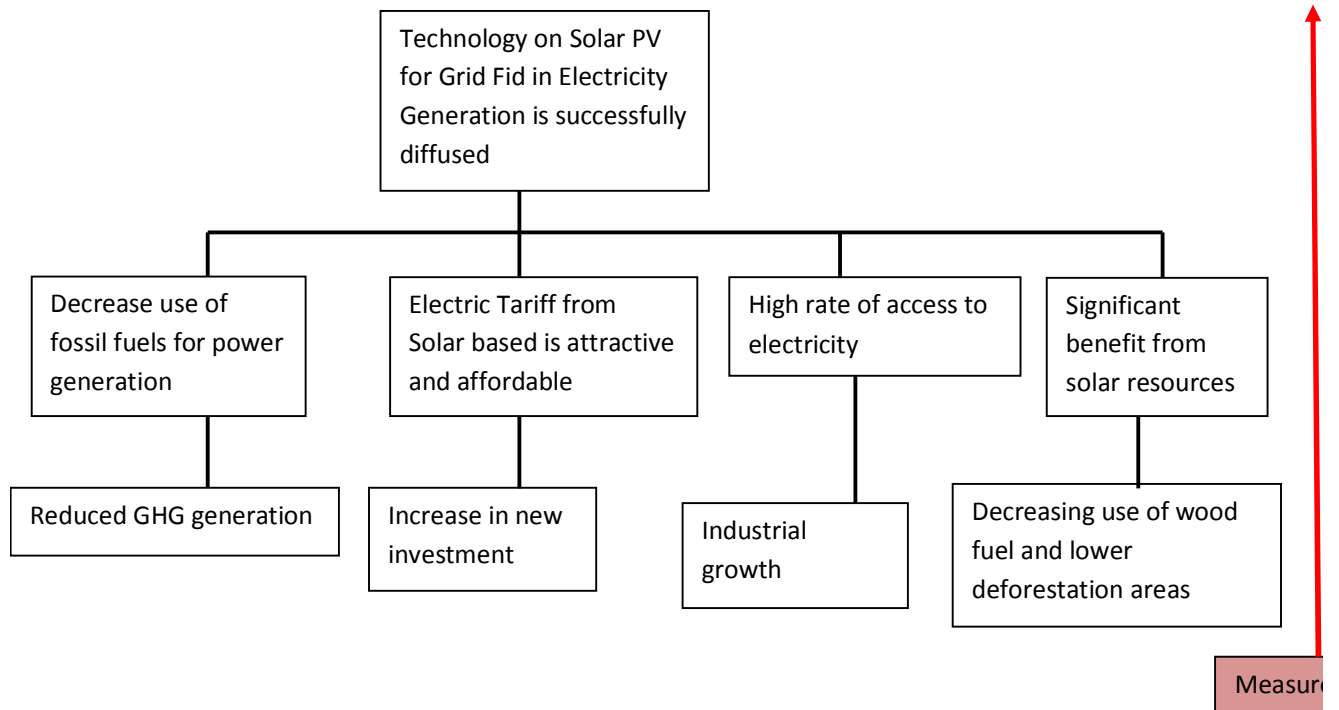 Technology on Solar PV
for Grid Fid in Electricity
Generation is successfully
diffused
Decrease use of
fossil fuels for power
generation
Electric Tariff from
Solar based is attractive
and affordable
High rate of access to
electricity
Significant
benefit from
solar resources
Reduced GHG generation
Increase in new
investment
Industrial
growth
Decreasing use of wood
fuel and lower
deforestation areas
Measure